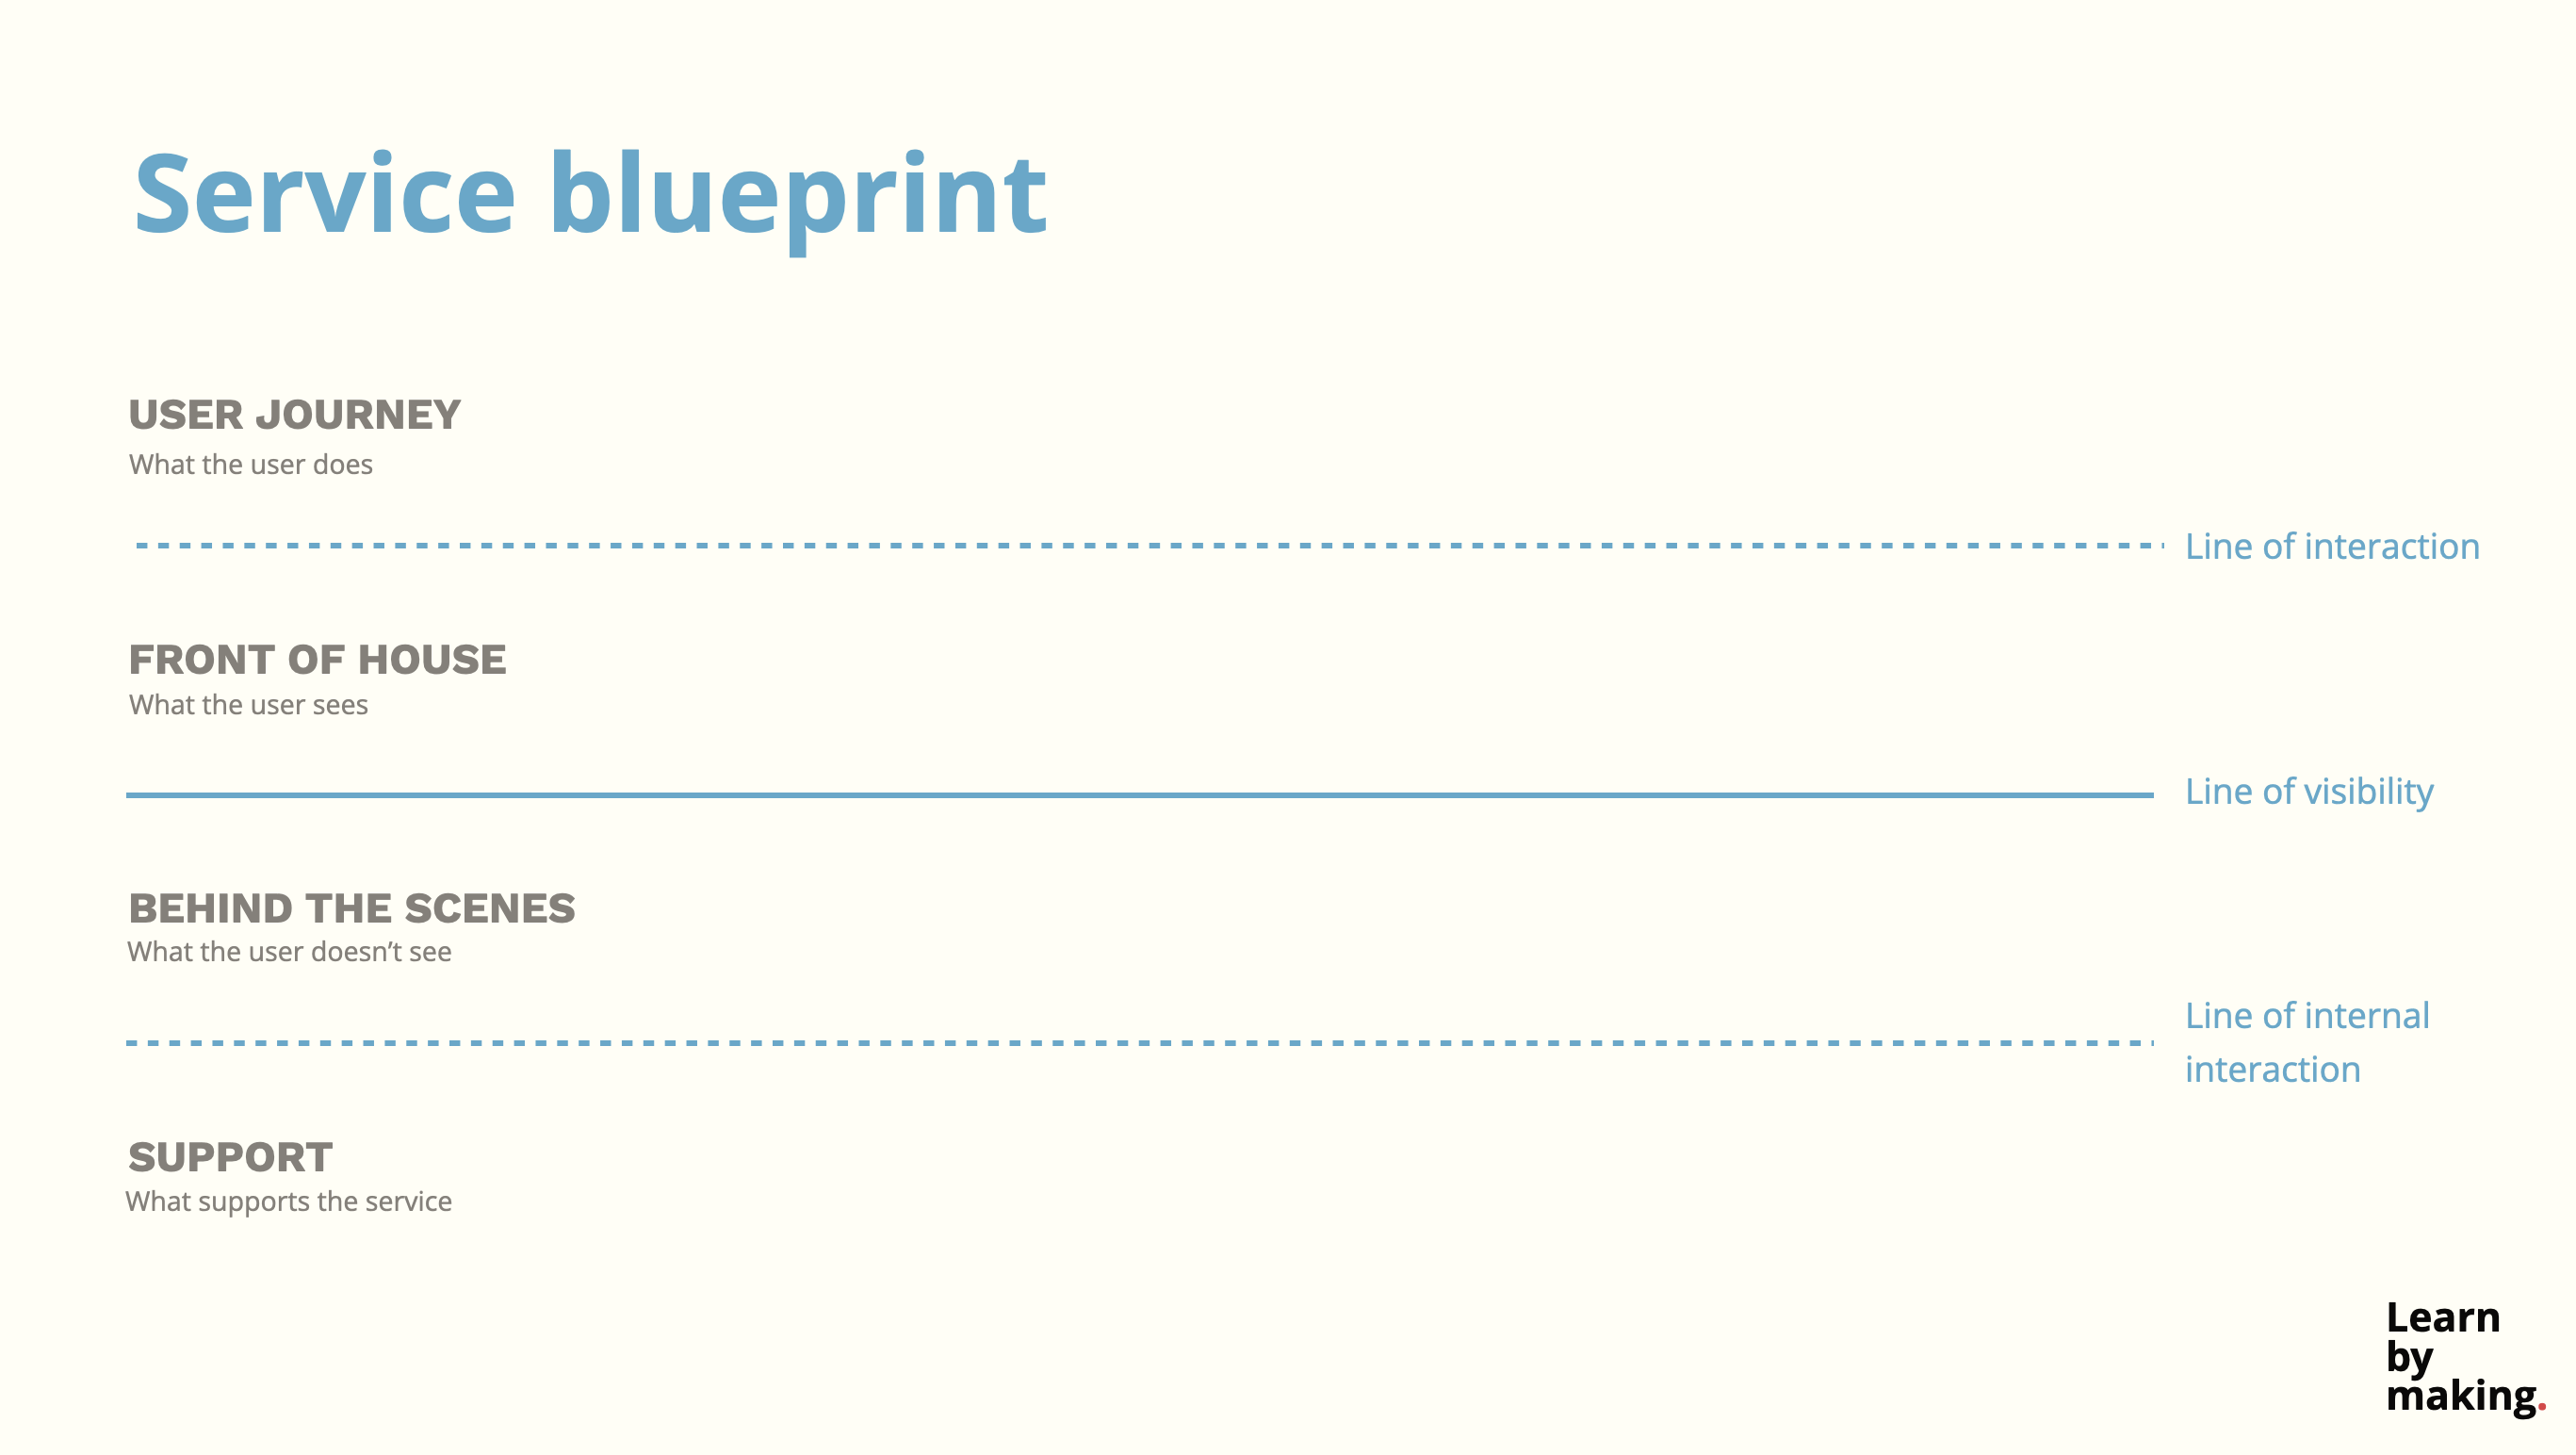 Service blueprint
USER JOURNEY
What the user does
Line of interaction
FRONT OF HOUSE
What the user sees
Line of visibility
BEHIND THE SCENES
What the user doesn’t see
Line of internal
interaction
SUPPORT
What supports the service
Learn
by
making.